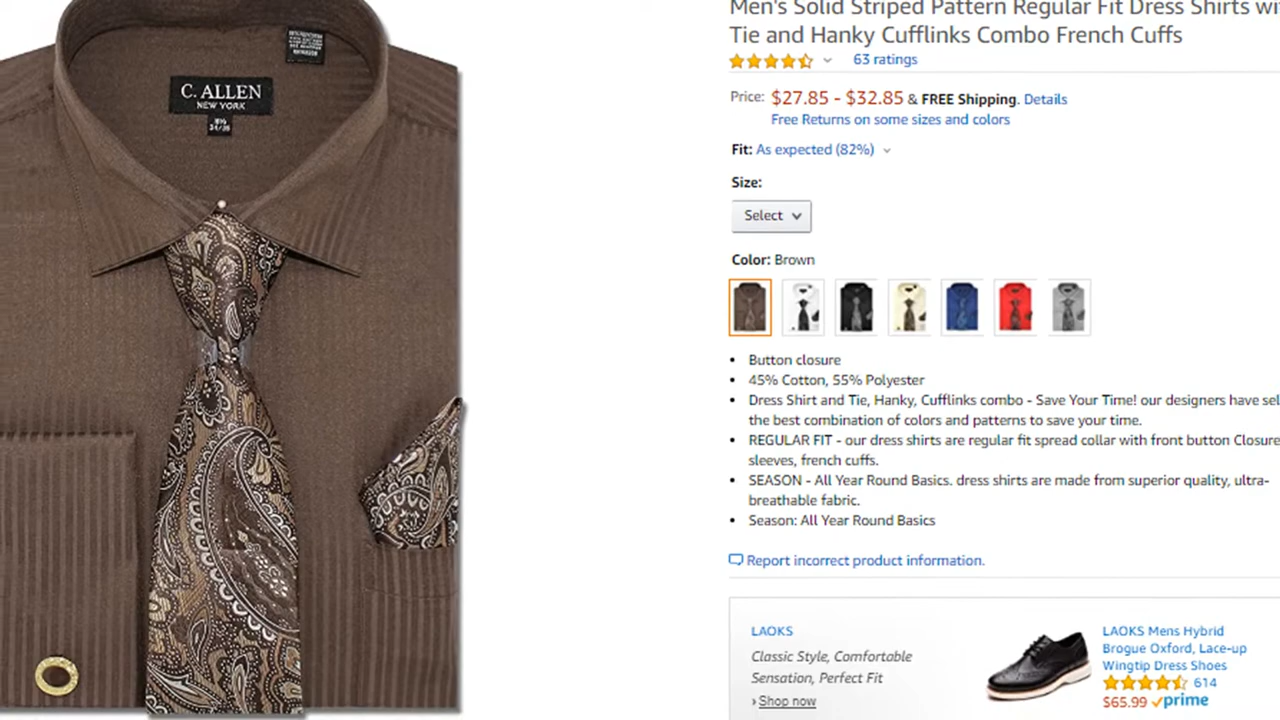 C. ALLEN
NEW YORK
Men's Solid Striped Pattern Regular Fit Dress Shirts
Tie and Hanky Cufflinks Combo French Cuffs
63 ratings
Price: $27.85 - $32.85 & FREE Shipping. Details
Free Returns on some sizes and colors
Fit: As expected (82%)
Size:
Select
Color: Brown
• Button closure
• 45% Cotton, 55% Polyester
• Dress Shirt and Tie, Hanky, Cufflinks combo - Save Your Time! our designers have
the best combination of colors and patterns to save your time.
• REGULAR FIT - our dress shirts are regular fit spread collar with front button Closure
sleeves, french cuffs.
• SEASON - All Year Round Basics. dress shirts are made from superior quality, ultra-
breathable fabric.
• Season: All Year Round Basics
Report incorrect product information.
LAOKS
Classic Style, Comfortable
Sensation, Perfect Fit
› Shop now
LAOKS Mens Hybrid
Brogue Oxford, Lace-up
Wingtip Dress Shoes
614
$65.99 prime